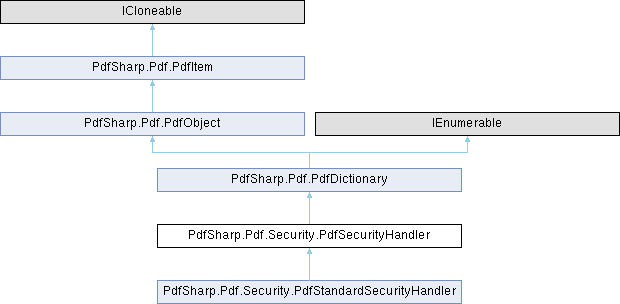 ICloneable
PdfSharp.Pdf.PdfItem
PdfSharp.Pdf.PdfObject
IEnumerable
PdfSharp.Pdf.PdfDictionary
PdfSharp.Pdf.Security.PdfSecurityHandler
PdfSharp.Pdf.Security.PdfStandardSecurityHandler